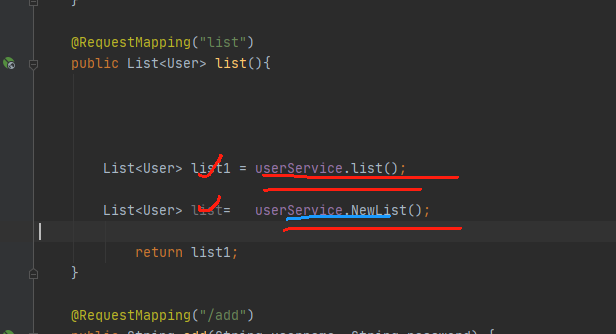 }
@RequestMapping("list")
public List<User> list(){
List<User> list1 = userService.list();
List<User> list= userService.NewList();
return list1;
}
@RequestMapping("/add")
public String add(String username, String password) {